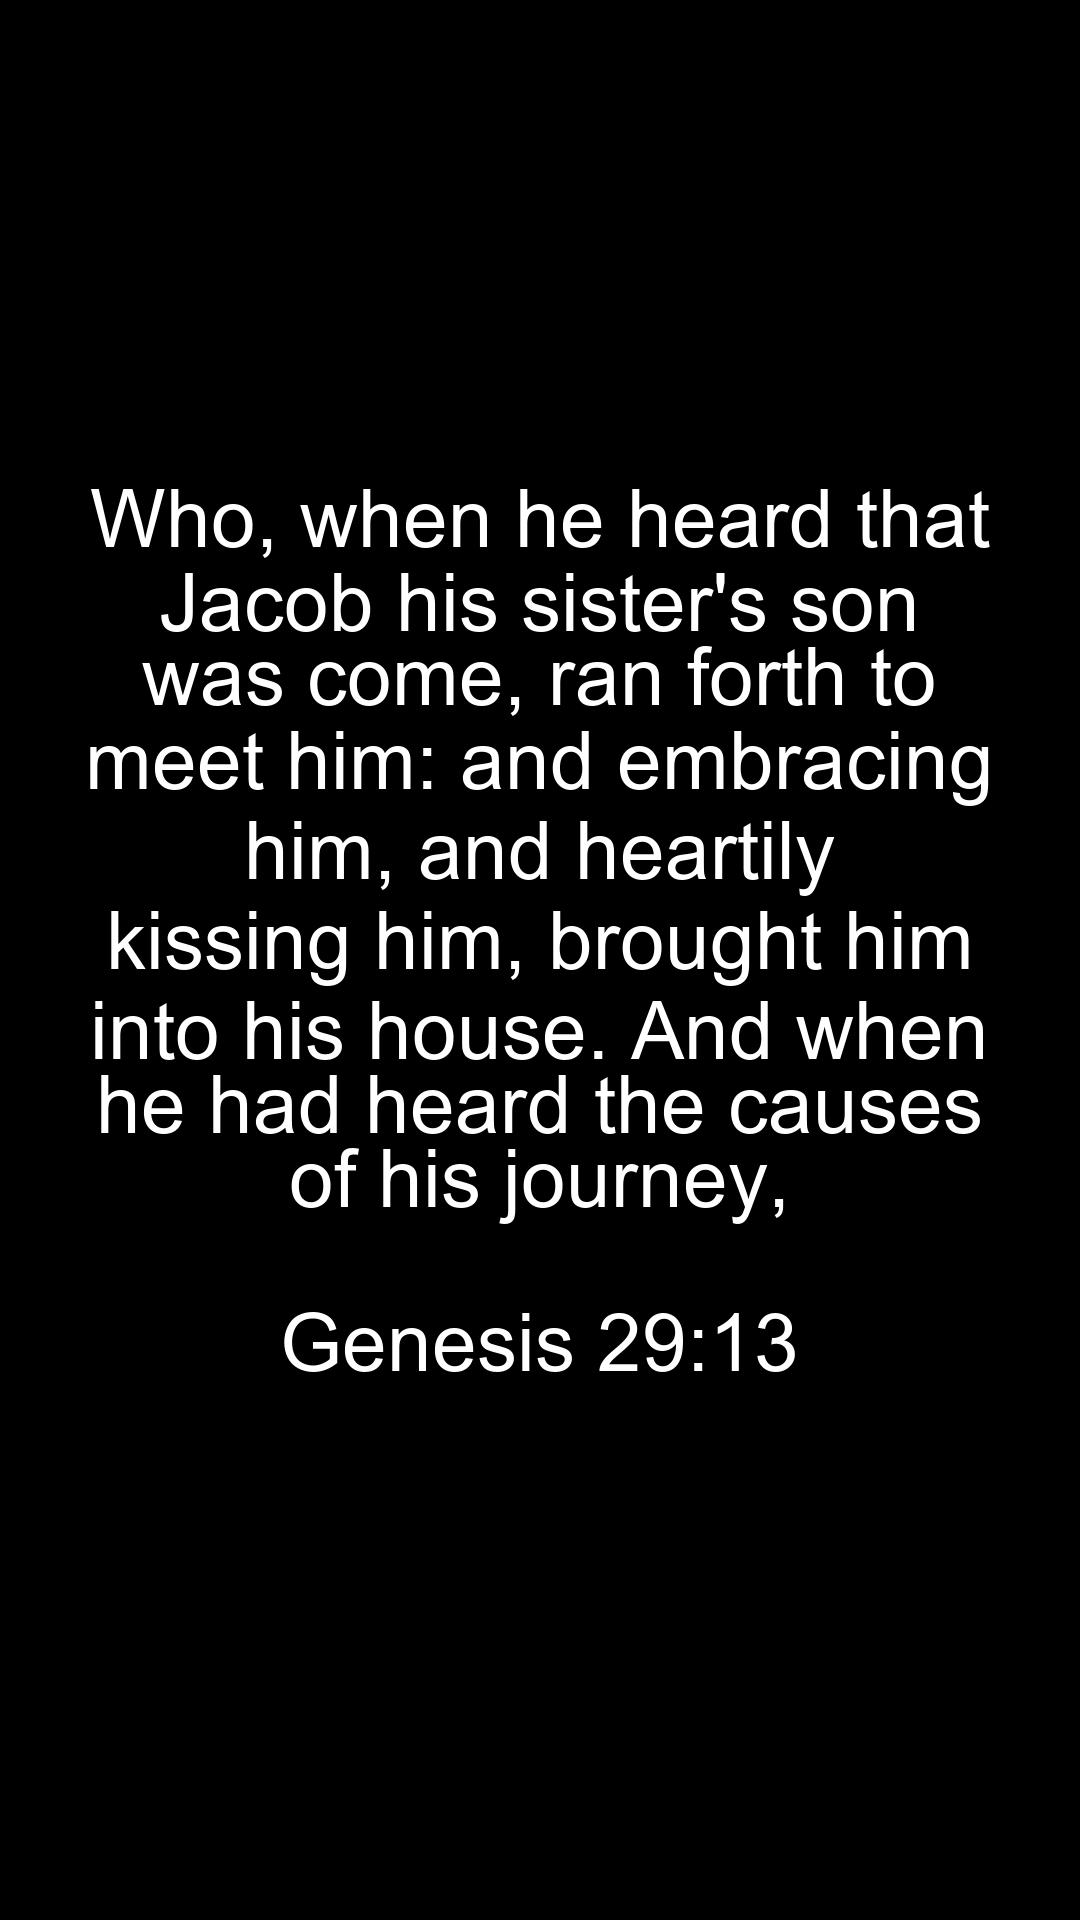 Who, when he heard that
Jacob his sister's son
was come, ran forth to
meet him: and embracing
him, and heartily
kissing him, brought him
into his house. And when
he had heard the causes
of his journey,
Genesis 29:13